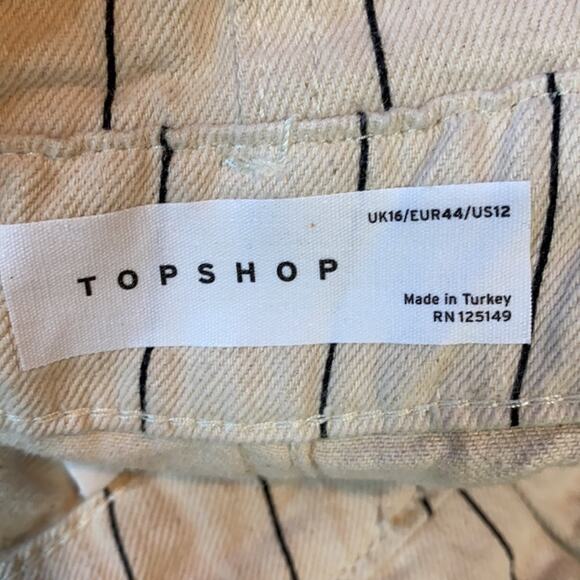 UK16/EUR44/US12
TOPSHOP
Made in Turkey
RN 125149